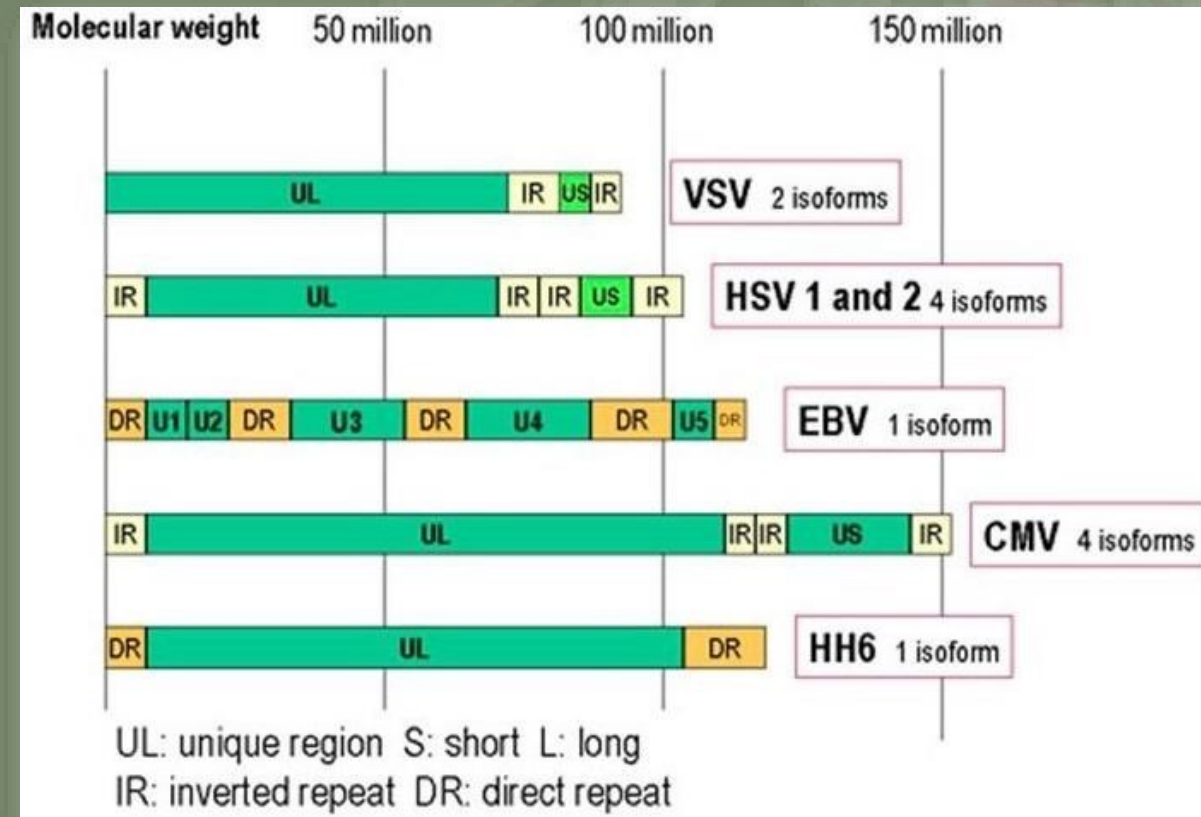 Molecular weight 50 million 100 million 150 million
UL IR US IR VSV 2 isoforms
IR UL IR IR US IR HSV 1 and 2 4 isoforms
DR U1 U2 DR U3 DR U4 DR U5 DR EBV 1 isoform
IR UL IR IR US IR CMV 4 isoforms
DR UL DR HH6 1 isoform
UL: unique region S: short L: long
IR: inverted repeat DR: direct repeat